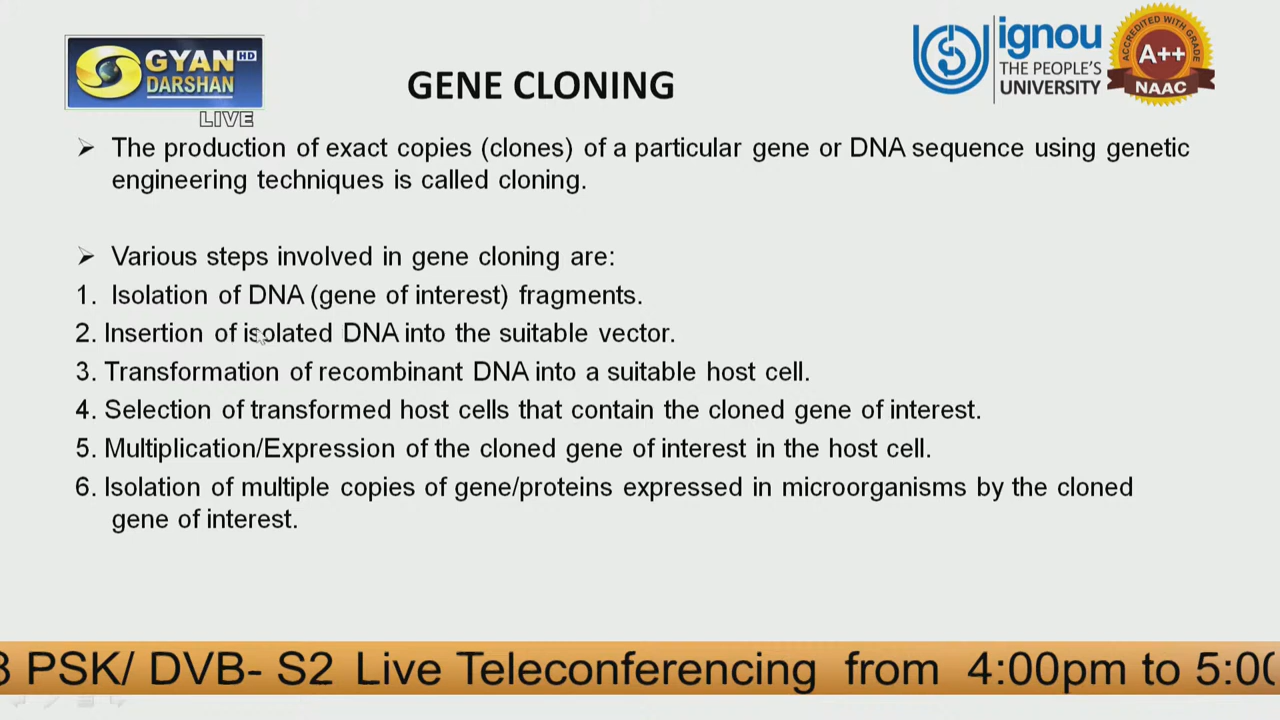 GYAN HD
DARSHAN
LIVE
GENE CLONING
ignou
THE PEOPLE'S
UNIVERSITY
ACCREDITED WITH GRADE
A++
NAAC
➢ The production of exact copies (clones) of a particular gene or DNA sequence using genetic
engineering techniques is called cloning.
➢ Various steps involved in gene cloning are:
1. Isolation of DNA (gene of interest) fragments.
2. Insertion of isolated DNA into the suitable vector.
3. Transformation of recombinant DNA into a suitable host cell.
4. Selection of transformed host cells that contain the cloned gene of interest.
5. Multiplication/Expression of the cloned gene of interest in the host cell.
6. Isolation of multiple copies of gene/proteins expressed in microorganisms by the cloned
gene of interest.
8 PSK/ DVB- S2 Live Teleconferencing from 4:00pm to 5:00